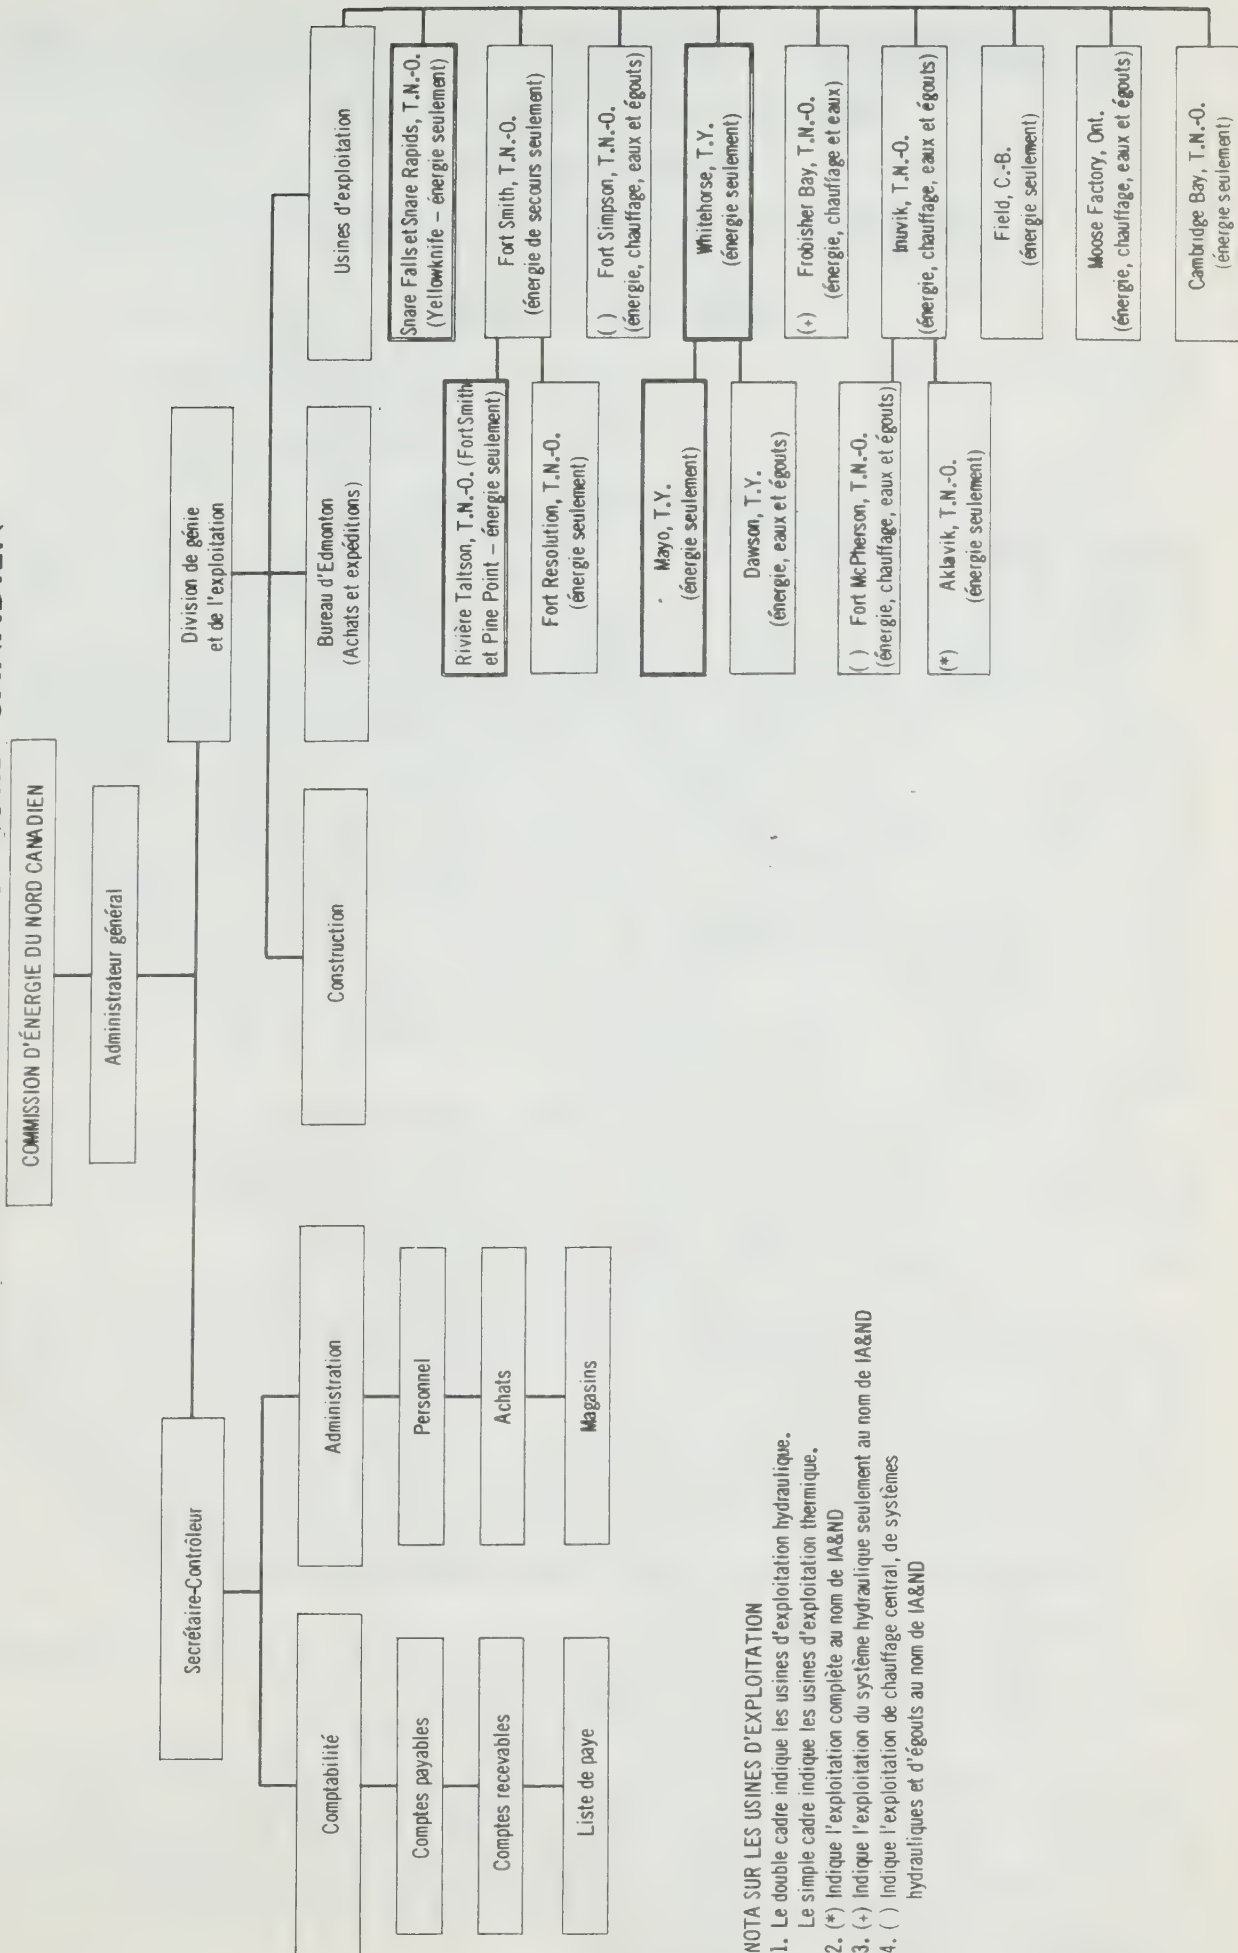 COMMISSION D'ÉNERGIE DU NORD CANADIEN
Administrateur général
Secrétaire-Contrôleur
Division de génie
et de l'exploitation
Comptabilité
Administration
Construction
Bureau d'Edmonton
(Achats et expéditions)
Usines d'exploitation
Comptes payables
Comptes recevables
Liste de paye
Personnel
Achats
Magasins
Snare Falls et Snare Rapids, T.N.-O.
(Yellowknife – énergie seulement)
Fort Smith, T.N.-O.
(énergie de secours seulement)
Rivière Taltson, T.N.-O. (Fort Smith
et Pine Point – énergie seulement)
Fort Resolution, T.N.-O.
(énergie seulement)
( ) Fort Simpson, T.N.-O.
(énergie, chauffage, eaux et égouts)
Whitehorse, T.Y.
(énergie seulement)
Mayo, T.Y.
(énergie seulement)
Dawson, T.Y.
(énergie, eaux et égouts)
(+) Frobisher Bay, T.N.-O.
(énergie, chauffage et eaux)
Inuvik, T.N.-O.
(énergie, chauffage, eaux et égouts)
( ) Fort McPherson, T.N.-O.
(énergie, chauffage, eaux et égouts)
(*) Aklavik, T.N.-O.
(énergie seulement)
Field, C.-B.
(énergie seulement)
Moose Factory, Ont.
(énergie, chauffage, eaux et égouts)
Cambridge Bay, T.N.-O.
(énergie seulement)
NOTA SUR LES USINES D'EXPLOITATION
1. Le double cadre indique les usines d'exploitation hydraulique.
Le simple cadre indique les usines d'exploitation thermique.
2. (*) Indique l'exploitation complète au nom de IA&ND
3. (+) Indique l'exploitation du système hydraulique seulement au nom de IA&ND
4. ( ) Indique l'exploitation de chauffage central, de systèmes
hydrauliques et d'égouts au nom de IA&ND